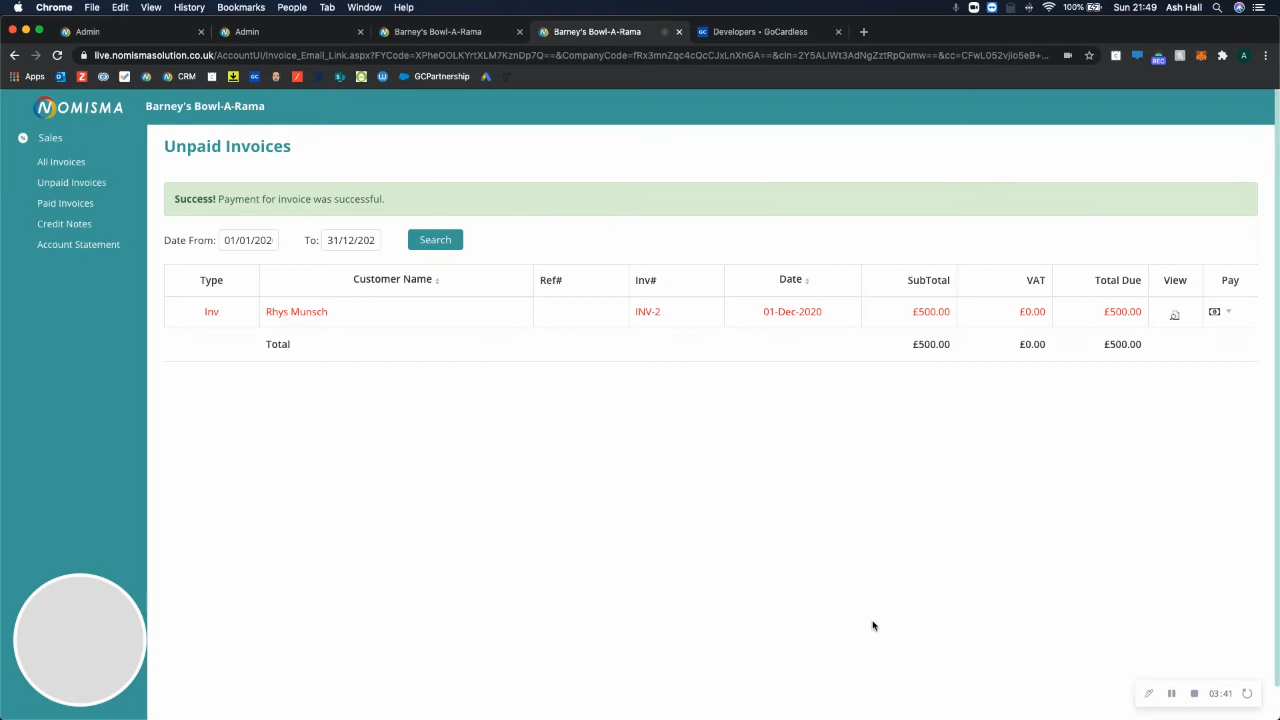 Chrome File Edit View History Bookmarks People Tab Window Help 100% Sun 21:49 Ash Hall
Admin Admin Barney's Bowl-A-Rama Barney's Bowl-A-Rama Developers - GoCardless
live.nomismasolution.co.uk/AccountUI/Invoice_Email_Link.aspx?FYCode=XPheOOLKYrtXLM7KznDp7Q==&CompanyCode=fRx3mnZqc4cQcCJxLnXnGA==&cln=2Y5ALIWt3AdNgZztRpQxmw==&cc=CFwL052vjio5eB+...
REC
Apps CRM GCPartnership
NOMISMA Barney's Bowl-A-Rama
Sales
All Invoices
Unpaid Invoices
Paid Invoices
Credit Notes
Account Statement
Unpaid Invoices
Success! Payment for invoice was successful.
Date From: 01/01/202 To: 31/12/202 Search
Type Customer Name Ref# Inv# Date SubTotal VAT Total Due View Pay
Inv Rhys Munsch INV-2 01-Dec-2020 £500.00 £0.00 £500.00
Total £500.00 £0.00 £500.00
03:41